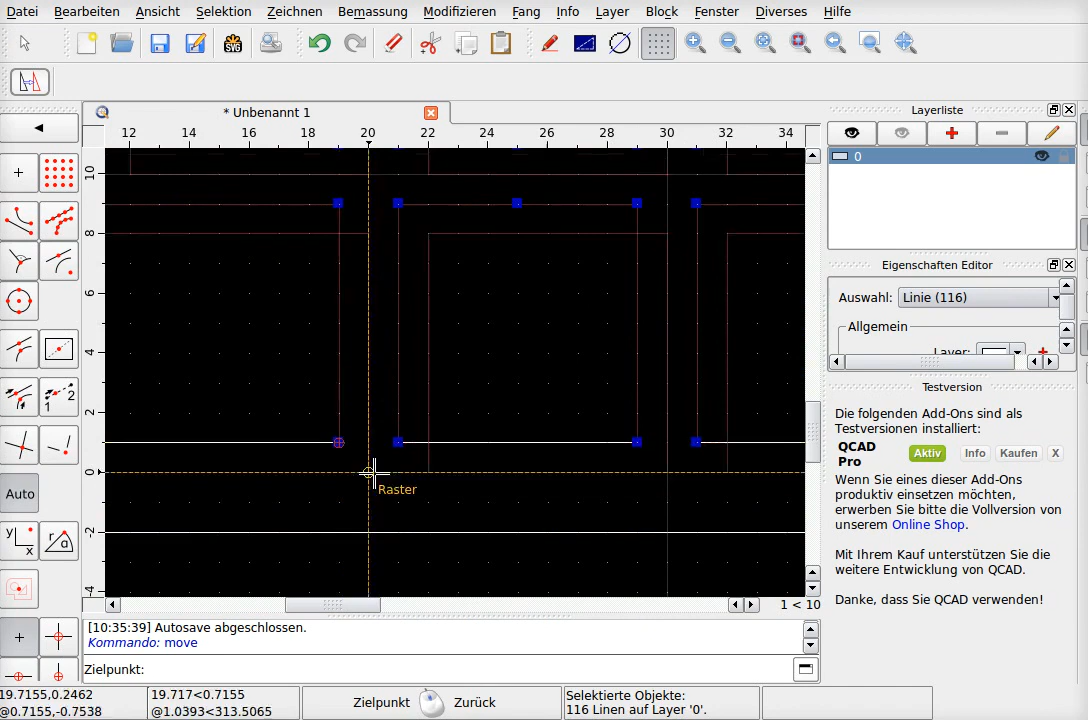 Datei Bearbeiten Ansicht Selektion Zeichnen Bemassung Modifizieren Fang Info Layer Block Fenster Diverses Hilfe
SVG
* Unbenannt 1
12 14 16 18 20 22 24 26 28 30 32 34
10
8
6
4
2
0
-2
-4
Raster
Auto
y
x
r
a
1
2
1 < 10
Layerliste
0
Eigenschaften Editor
Auswahl: Linie (116)
Allgemein
Layer:
Testversion
Die folgenden Add-Ons sind als
Testversionen installiert:
QCAD
Pro
Aktiv Info Kaufen X
Wenn Sie eines dieser Add-Ons
produktiv einsetzen möchten,
erwerben Sie bitte die Vollversion von
unserem Online Shop.
Mit Ihrem Kauf unterstützen Sie die
weitere Entwicklung von QCAD.
Danke, dass Sie QCAD verwenden!
[10:35:39] Autosave abgeschlossen.
Kommando: move
Zielpunkt:
19.7155,0.2462
@0.7155,-0.7538
19.717<0.7155
@1.0393<313.5065
Zielpunkt Zurück
Selektierte Objekte:
116 Linen auf Layer '0'.